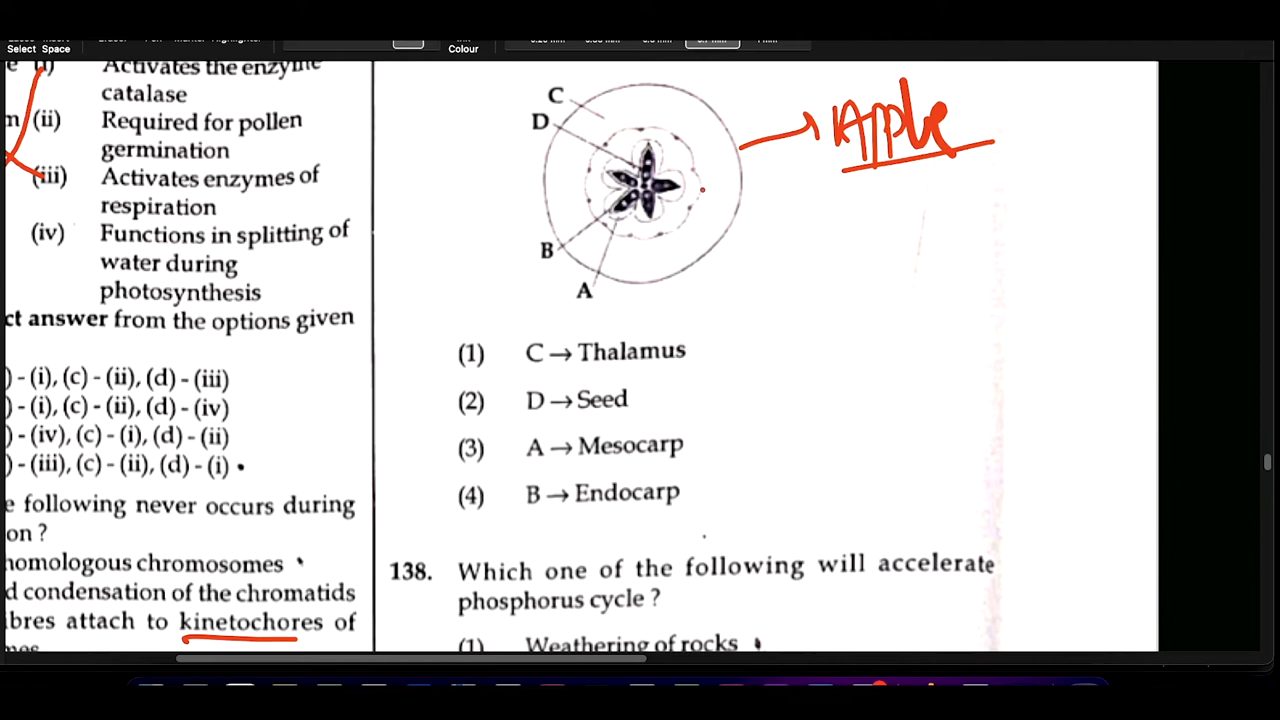 Select Space
Colour
(i) Activates the enzyme
catalase
(ii) Required for pollen
germination
(iii) Activates enzymes of
respiration
(iv) Functions in splitting of
water during
photosynthesis
ct answer from the options given
) - (i), (c) - (ii), (d) - (iii)
) - (i), (c) - (ii), (d) - (iv)
) - (iv), (c) - (i), (d) - (ii)
) - (iii), (c) - (ii), (d) - (i)
e following never occurs during
on ?
homologous chromosomes
d condensation of the chromatids
ibres attach to kinetochores of
C
D
B
A
Apple
(1) C → Thalamus
(2) D → Seed
(3) A → Mesocarp
(4) B → Endocarp
138. Which one of the following will accelerate
phosphorus cycle ?
(1) Weathering of rocks